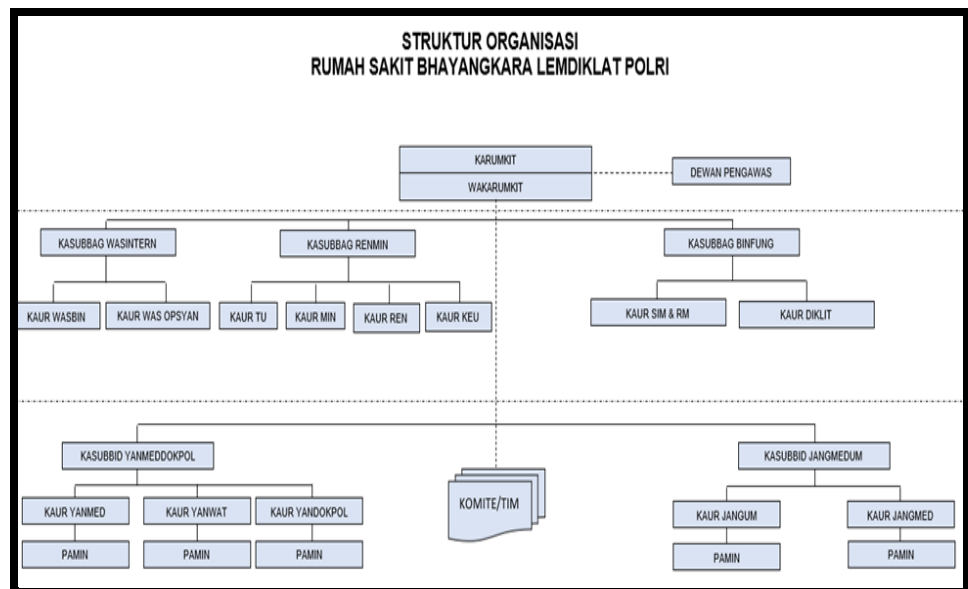 STRUKTUR ORGANISASI
RUMAH SAKIT BHAYANGKARA LEMDIKLAT POLRI
KARUMKIT
WAKARUMKIT
DEWAN PENGAWAS
KASUBBAG WASINTERN
KASUBBAG RENMIN
KASUBBAG BINFUNG
KAUR WASBIN
KAUR WAS OPSYAN
KAUR TU
KAUR MIN
KAUR REN
KAUR KEU
KAUR SIM & RM
KAUR DIKLIT
KASUBBID YANMEDDOKPOL
KASUBBID JANGMEDUM
KOMITE/TIM
KAUR YANMED
KAUR YANWAT
KAUR YANDOKPOL
KAUR JANGUM
KAUR JANGMED
PAMIN
PAMIN
PAMIN
PAMIN
PAMIN